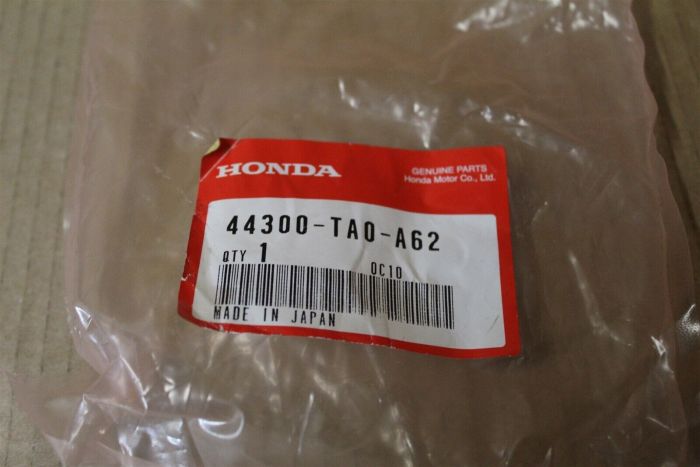 HONDA
GENUINE PARTS
Honda Motor Co., Ltd.
44300-TA0-A62
QTY 1
0C10
MADE IN JAPAN